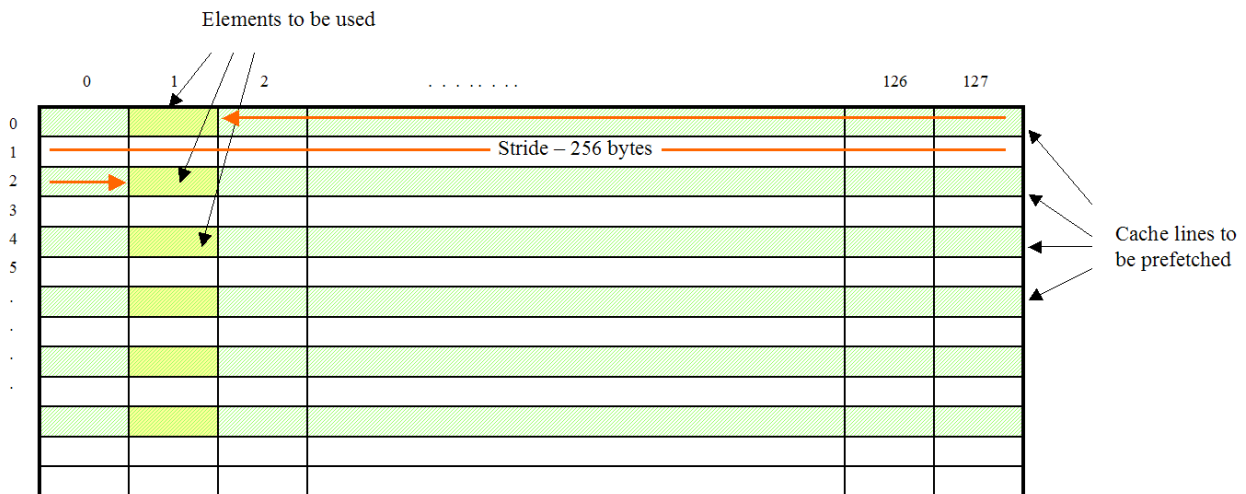 Elements to be used
0 1 2 . . . .. . . . 126 127
0
1 Stride – 256 bytes
2
3
4
5
.
.
.
.
Cache lines to
be prefetched